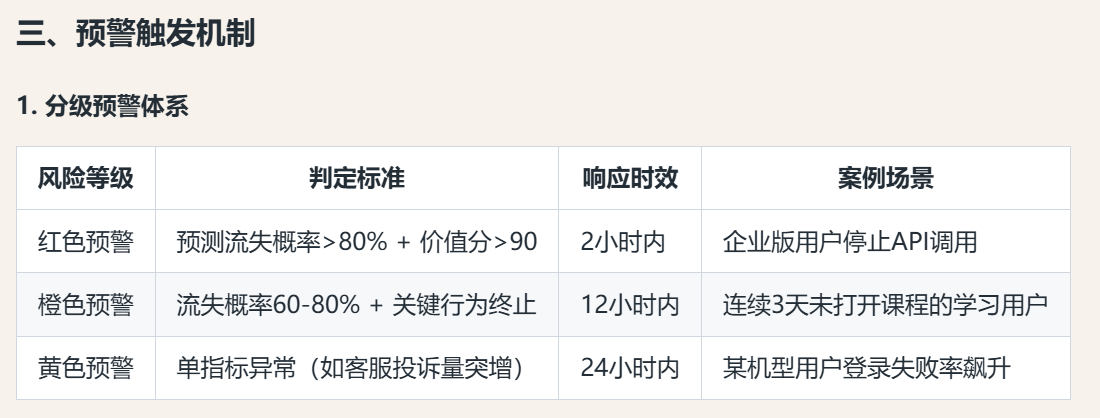 三、预警触发机制
1. 分级预警体系
风险等级 判定标准 响应时效 案例场景
红色预警 预测流失概率>80% + 价值分>90 2小时内 企业版用户停止API调用
橙色预警 流失概率60-80% + 关键行为终止 12小时内 连续3天未打开课程的学习用户
黄色预警 单指标异常（如客服投诉量突增） 24小时内 某机型用户登录失败率飙升